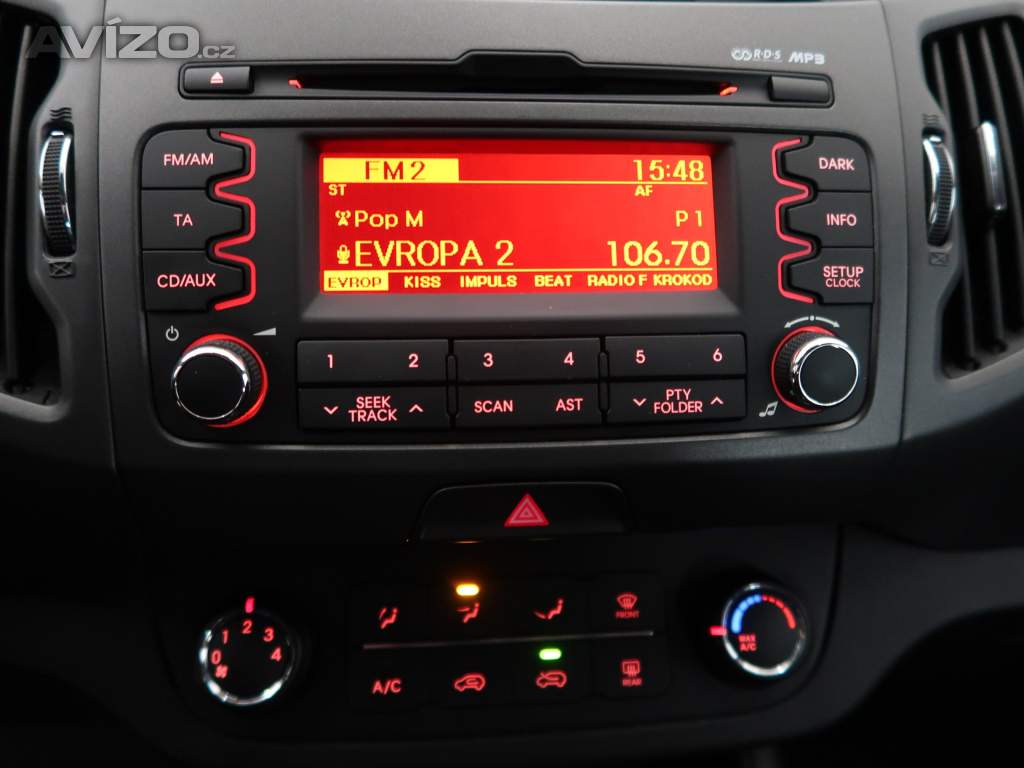 AVÍZO.cz
R·D·S MP3
FM/AM
TA
CD/AUX
FM2 15:48
ST AF
Pop M P1
EVROPA 2 106.70
EVROP KISS IMPULS BEAT RADIO F KROKOD
DARK
INFO
SETUP
CLOCK
1 2 3 4 5 6
SEEK
TRACK
SCAN AST
PTY
FOLDER
0 1 2 3 4
FRONT
A/C
REAR
MAX
A/C